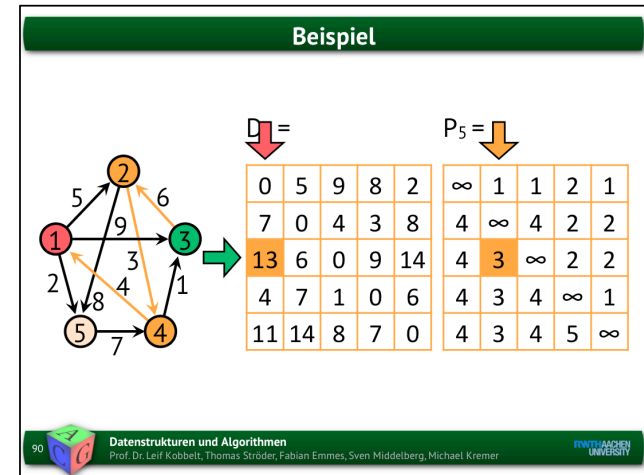 Beispiel
D =
P5 =
2
5
6
9
1
3
3
4
2
8
1
5
7
4
0 5 9 8 2
7 0 4 3 8
13 6 0 9 14
4 7 1 0 6
11 14 8 7 0
∞ 1 1 2 1
4 ∞ 4 2 2
4 3 ∞ 2 2
4 3 4 ∞ 1
4 3 4 5 ∞
90
A
C G
Datenstrukturen und Algorithmen
Prof. Dr. Leif Kobbelt, Thomas Ströder, Fabian Emmes, Sven Middelberg, Michael Kremer
RWTH AACHEN
UNIVERSITY